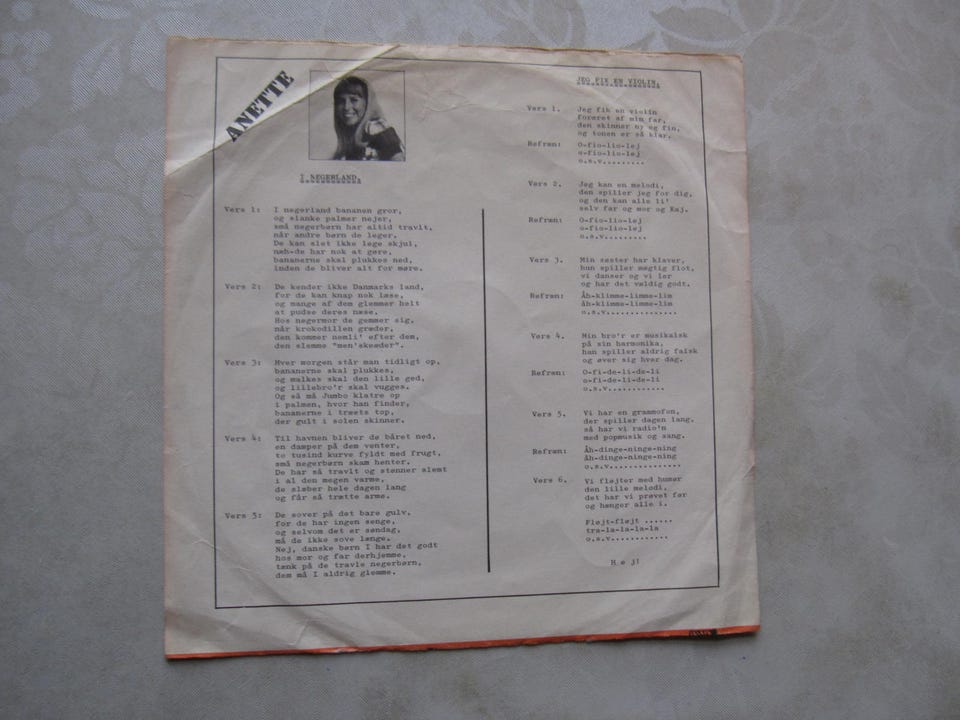 ANETTE
I NEGERLAND.
Vers 1: I negerland bananen gror,
og slanke palmer nejer,
små negerbørn har altid travlt,
når andre børn de leger.
De kan slet ikke lege skjul,
næh-de har nok at gøre,
bananerne skal plukkes ned,
inden de bliver alt for møre.
Vers 2: De kender ikke Danmarks land,
for de kan knap nok læse,
og mange af dem glemmer helt
at pudse deres næse.
Hos negermor de gemmer sig,
når krokodillen græder,
den kommer nemli' efter dem,
den slemme "men'skeæder".
Vers 3: Hver morgen står man tidligt op,
bananerne skal plukkes,
og malkes skal den lille ged,
og lillebro'r skal vugges.
Og så må Jumbo klatre op
i palmen, hvor han finder,
bananerne i træets top,
der gult i solen skinner.
Vers 4: Til havnen bliver de båret ned,
en damper på dem venter,
to tusind kurve fyldt med frugt,
små negerbørn skam henter.
De har så travlt og stønner slemt
i al den megen varme,
de slæber hele dagen lang
og får så trætte arme.
Vers 5: De sover på det bare gulv,
for de har ingen senge,
og selvom det er søndag,
må de ikke sove længe.
Nej, danske børn I har det godt
hos mor og far derhjemme,
tænk på de travle negerbørn,
dem må I aldrig glemme.
JEG FIK EN VIOLIN.
Vers 1. Jeg fik en violin
foræret af min far,
den skinner ny og fin,
og tonen er så klar.
Refræn: O-fio-lio-lej
o-fio-lio-lej
o.s.v.........
Vers 2. Jeg kan en melodi,
den spiller jeg for dig,
og den kan alle li'
selv far og mor og Kaj.
Refræn: O-fio-lio-lej
o-fio-lio-lej
o.s.v.........
Vers 3. Min søster har klaver,
hun spiller mægtig flot,
vi danser og vi ler
og har det vældig godt.
Refræn: Åh-klimme-limme-lim
åh-klimme-limme-lim
o.s.v............
Vers 4. Min bro'r er musikalsk
på sin harmonika,
han spiller aldrig falsk
og øver sig hver dag.
Refræn: O-fi-de-li-de-li
o-fi-de-li-de-li
o.s.v............
Vers 5. Vi har en grammofon,
der spiller dagen lang,
så har vi radio'n
med popmusik og sang.
Refræn: Åh-dinge-ninge-ning
åh-dinge-ninge-ning
o.s.v............
Vers 6. Vi fløjter med humør
den lille melodi,
det har vi prøvet før
og hænger alle i.
Fløjt-fløjt ......
tra-la-la-la-la
o.s.v............
H e j!